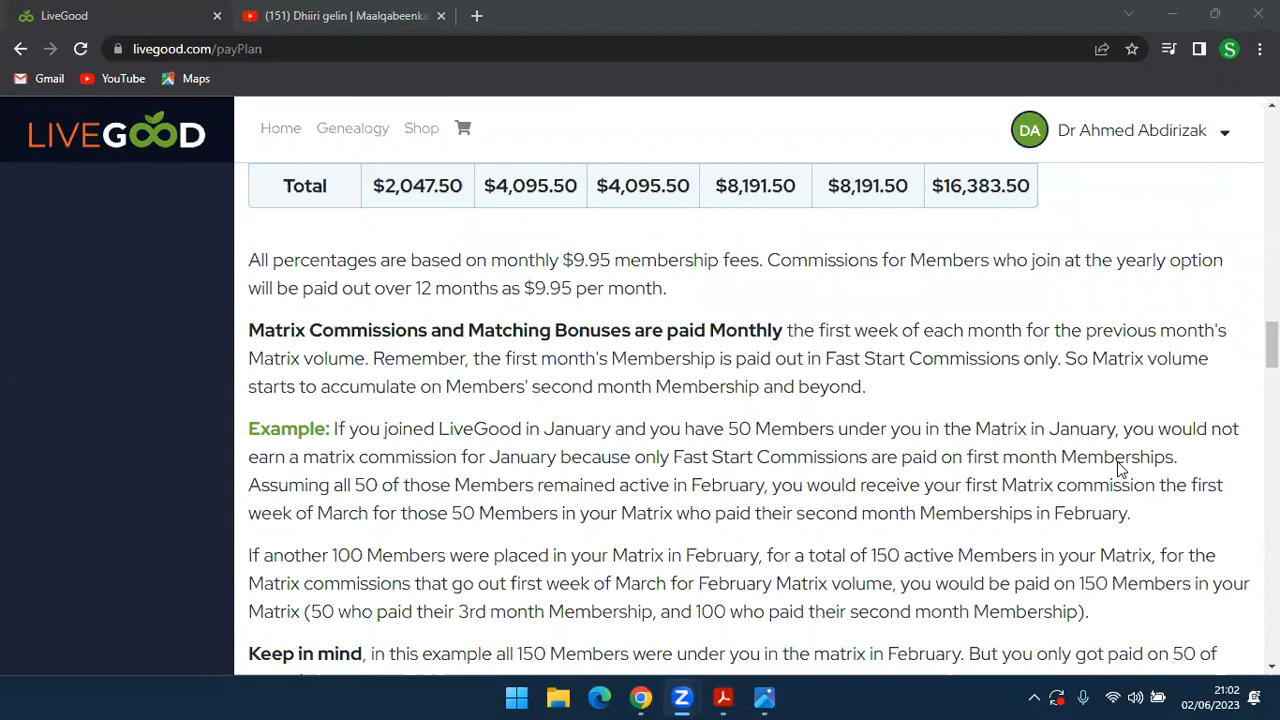 LiveGood
(151) Dhiiri gelin | Maalqabeenka
livegood.com/payPlan
S
Gmail
YouTube
Maps
LIVEGOOD
Home
Genealogy
Shop
DA
Dr Ahmed Abdirizak
Total $2,047.50 $4,095.50 $4,095.50 $8,191.50 $8,191.50 $16,383.50
All percentages are based on monthly $9.95 membership fees. Commissions for Members who join at the yearly option
will be paid out over 12 months as $9.95 per month.
Matrix Commissions and Matching Bonuses are paid Monthly the first week of each month for the previous month's
Matrix volume. Remember, the first month's Membership is paid out in Fast Start Commissions only. So Matrix volume
starts to accumulate on Members' second month Membership and beyond.
Example: If you joined LiveGood in January and you have 50 Members under you in the Matrix in January, you would not
earn a matrix commission for January because only Fast Start Commissions are paid on first month Memberships.
Assuming all 50 of those Members remained active in February, you would receive your first Matrix commission the first
week of March for those 50 Members in your Matrix who paid their second month Memberships in February.
If another 100 Members were placed in your Matrix in February, for a total of 150 active Members in your Matrix, for the
Matrix commissions that go out first week of March for February Matrix volume, you would be paid on 150 Members in your
Matrix (50 who paid their 3rd month Membership, and 100 who paid their second month Membership).
Keep in mind, in this example all 150 Members were under you in the matrix in February. But you only got paid on 50 of
21:02
02/06/2023